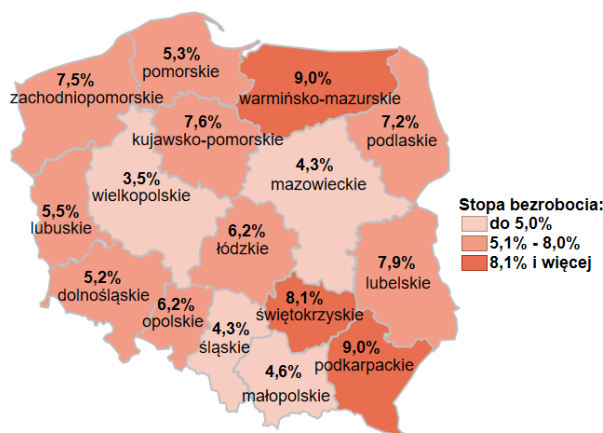 5,3%
pomorskie
7,5%
zachodniopomorskie
9,0%
warmińsko-mazurskie
7,6%
kujawsko-pomorskie
7,2%
podlaskie
3,5%
wielkopolskie
4,3%
mazowieckie
5,5%
lubuskie
6,2%
łódzkie
7,9%
lubelskie
5,2%
dolnośląskie
6,2%
opolskie
4,3%
śląskie
8,1%
świętokrzyskie
4,6%
małopolskie
9,0%
podkarpackie
Stopa bezrobocia:
do 5,0%
5,1% - 8,0%
8,1% i więcej